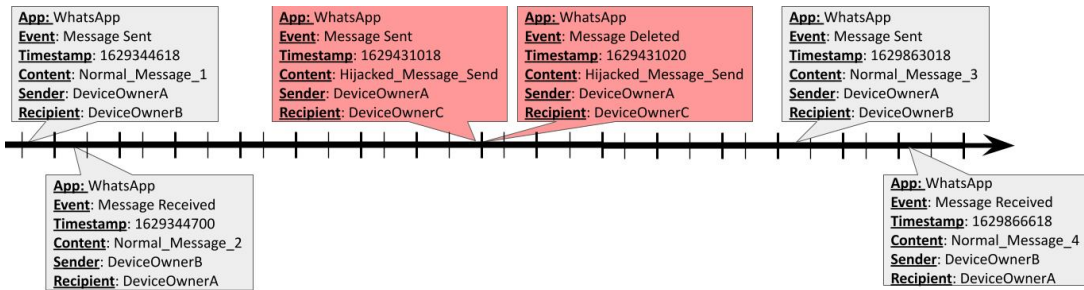 App: WhatsApp
Event: Message Sent
Timestamp: 1629344618
Content: Normal_Message_1
Sender: DeviceOwnerA
Recipient: DeviceOwnerB
App: WhatsApp
Event: Message Sent
Timestamp: 1629431018
Content: Hijacked_Message_Send
Sender: DeviceOwnerA
Recipient: DeviceOwnerC
App: WhatsApp
Event: Message Deleted
Timestamp: 1629431020
Content: Hijacked_Message_Send
Sender: DeviceOwnerA
Recipient: DeviceOwnerC
App: WhatsApp
Event: Message Sent
Timestamp: 1629863018
Content: Normal_Message_3
Sender: DeviceOwnerA
Recipient: DeviceOwnerB
App: WhatsApp
Event: Message Received
Timestamp: 1629344700
Content: Normal_Message_2
Sender: DeviceOwnerB
Recipient: DeviceOwnerA
App: WhatsApp
Event: Message Received
Timestamp: 1629866618
Content: Normal_Message_4
Sender: DeviceOwnerB
Recipient: DeviceOwnerA